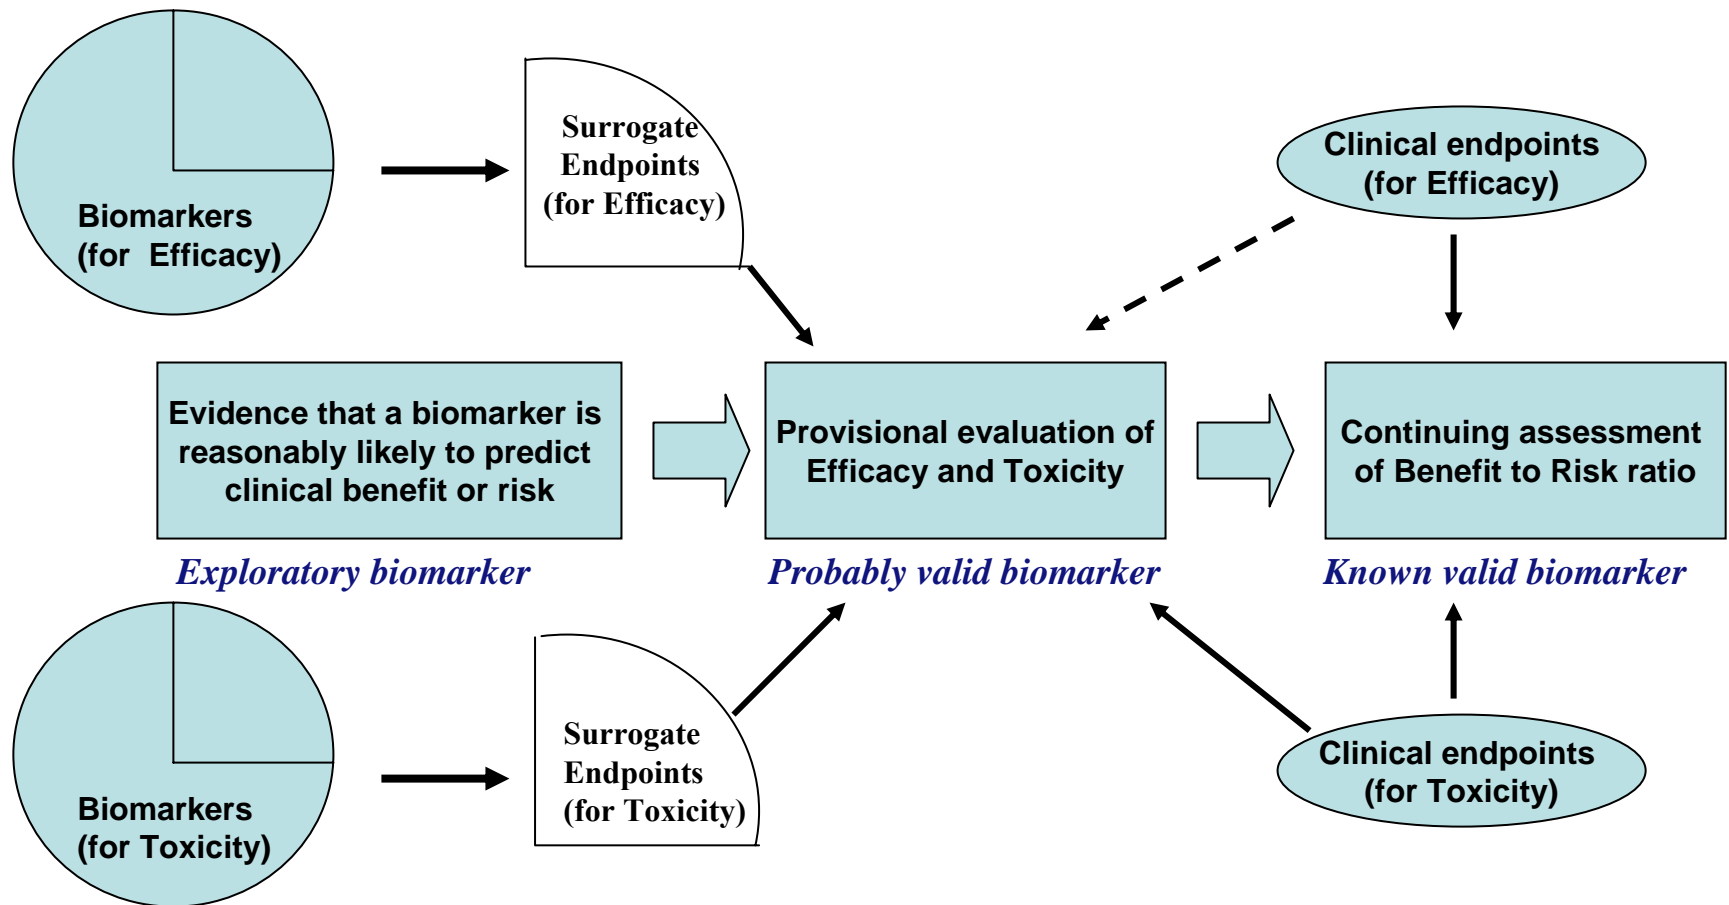 Biomarkers
(for Efficacy)
Surrogate
Endpoints
(for Efficacy)
Clinical endpoints
(for Efficacy)
Evidence that a biomarker is
reasonably likely to predict
clinical benefit or risk
Provisional evaluation of
Efficacy and Toxicity
Continuing assessment
of Benefit to Risk ratio
Exploratory biomarker
Probably valid biomarker
Known valid biomarker
Biomarkers
(for Toxicity)
Surrogate
Endpoints
(for Toxicity)
Clinical endpoints
(for Toxicity)